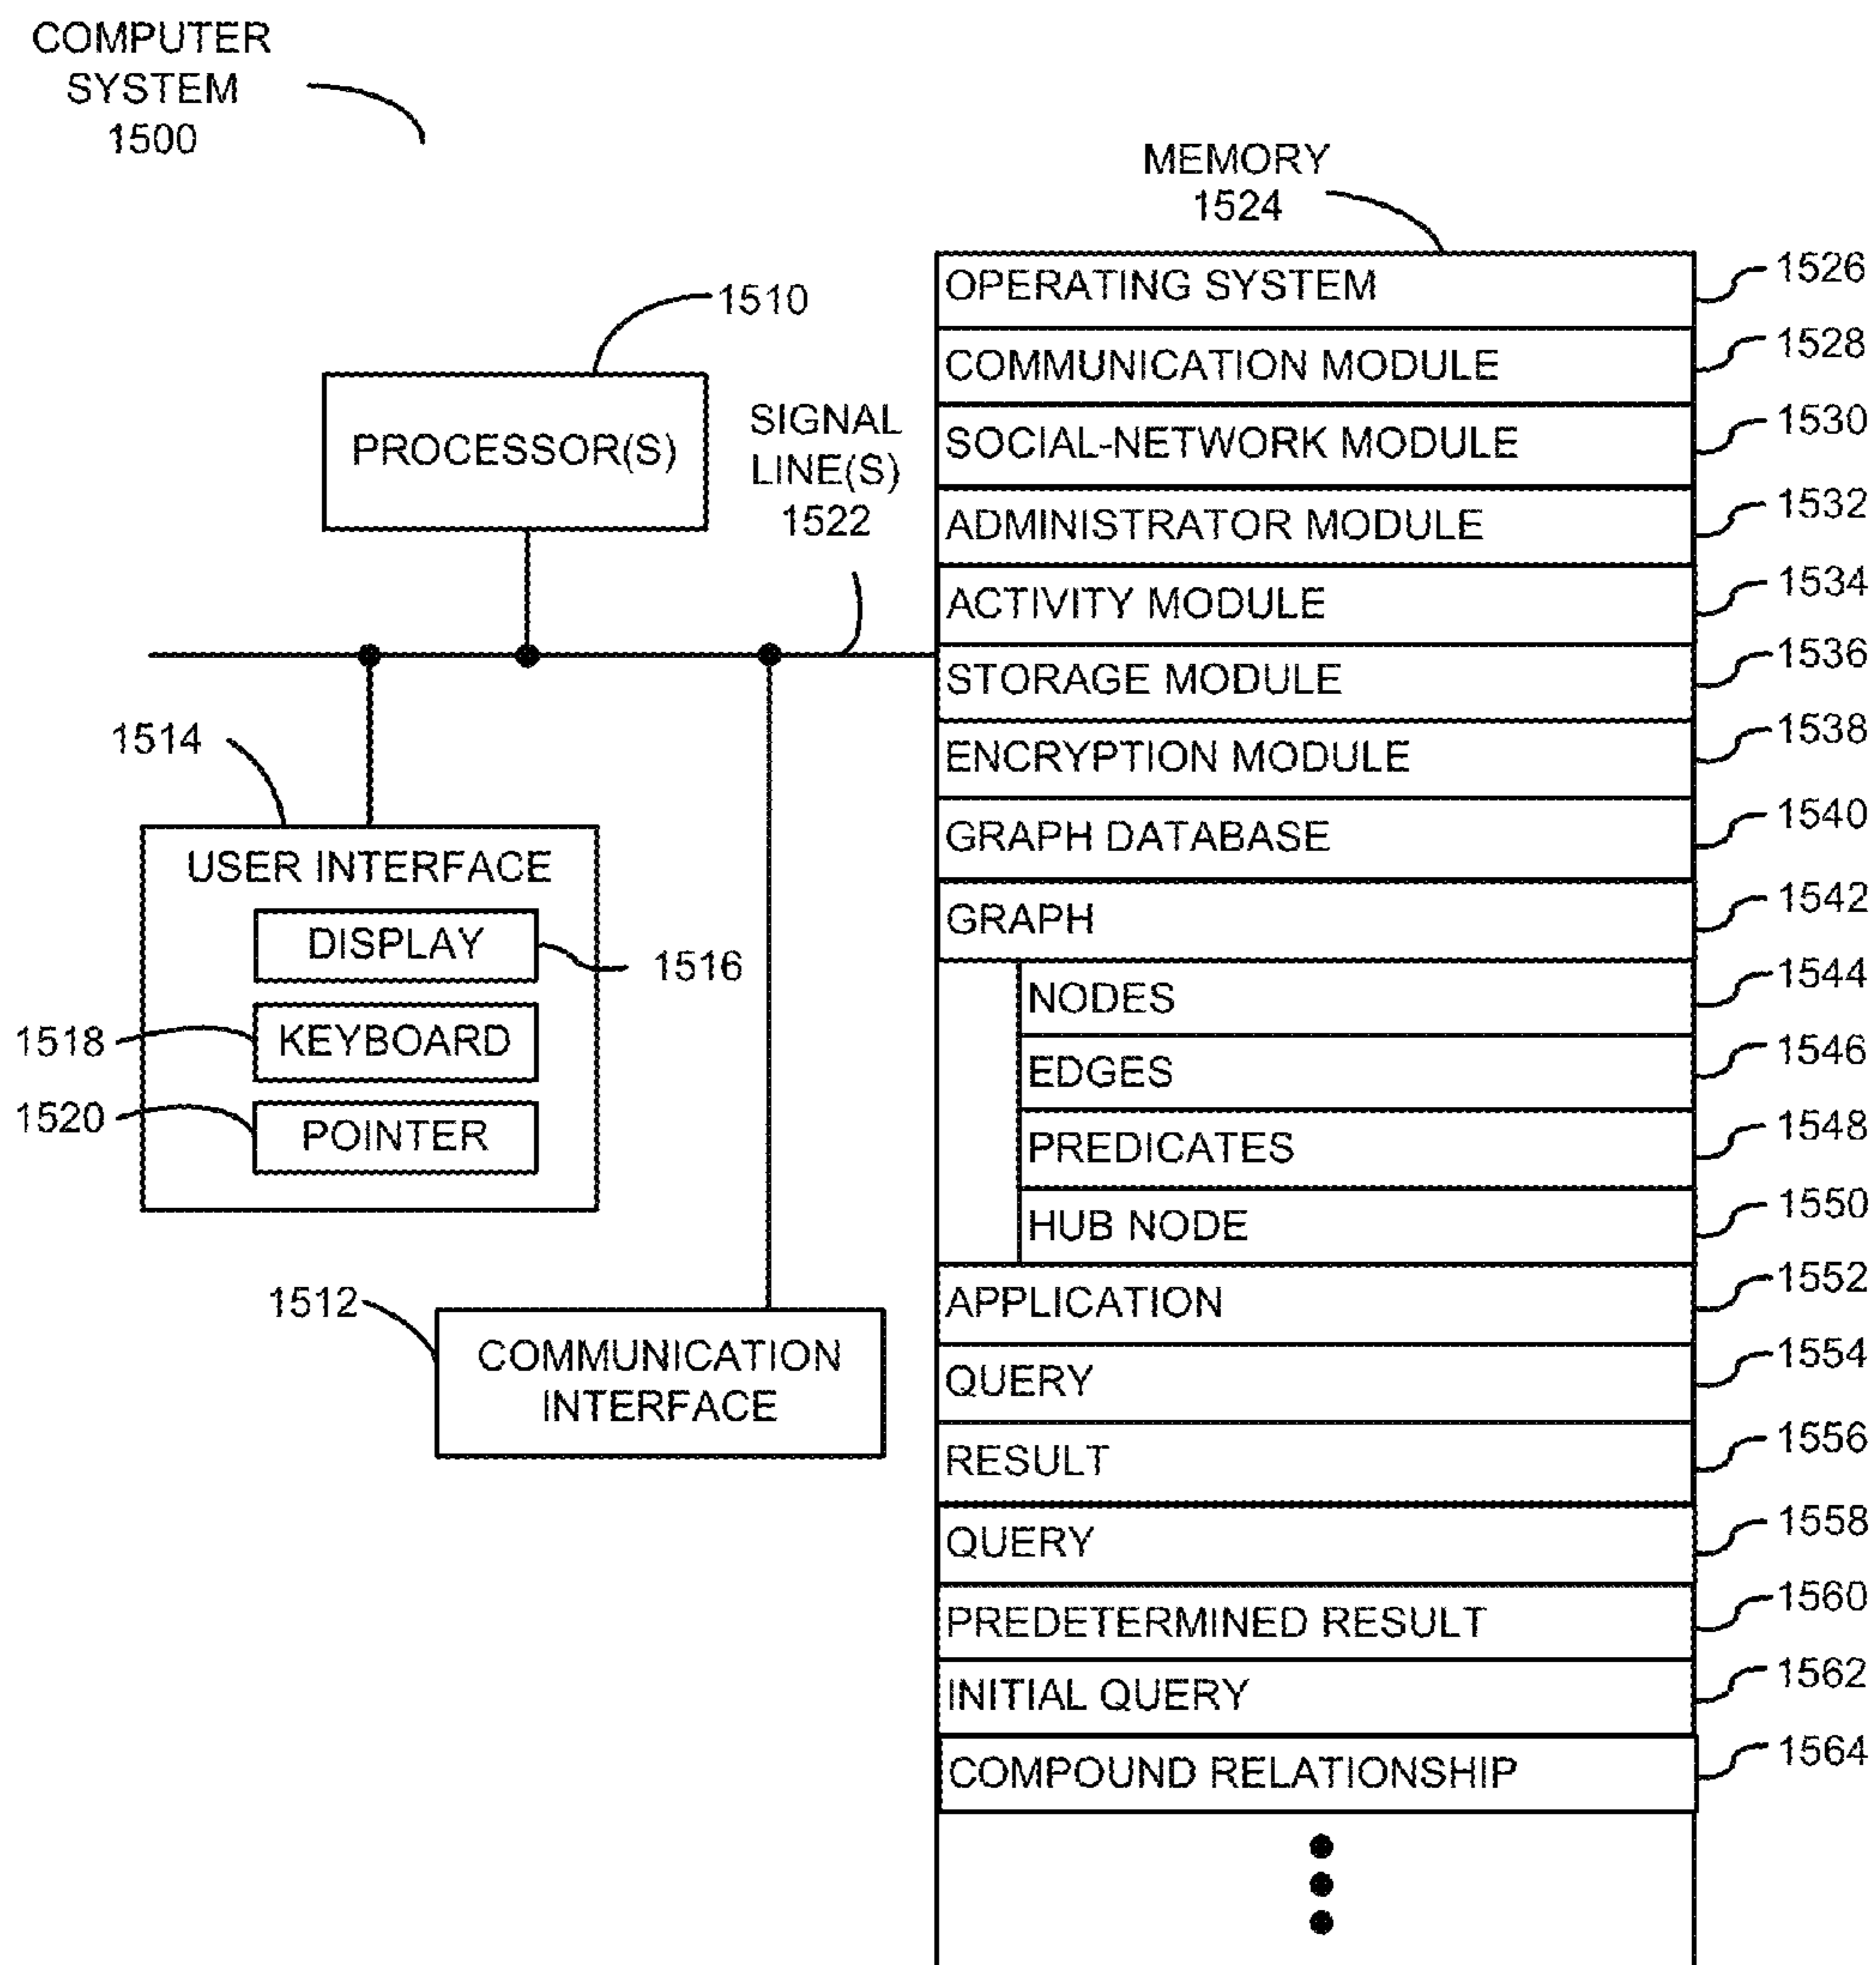 COMPUTER
SYSTEM
1500
MEMORY
1524
OPERATING SYSTEM
1526
COMMUNICATION MODULE
1528
SOCIAL-NETWORK MODULE
1530
ADMINISTRATOR MODULE
1532
ACTIVITY MODULE
1534
STORAGE MODULE
1536
ENCRYPTION MODULE
1538
GRAPH DATABASE
1540
GRAPH
1542
NODES
1544
EDGES
1546
PREDICATES
1548
HUB NODE
1550
APPLICATION
1552
QUERY
1554
RESULT
1556
QUERY
1558
PREDETERMINED RESULT
1560
INITIAL QUERY
1562
COMPOUND RELATIONSHIP
1564
1510
PROCESSOR(S)
SIGNAL
LINE(S)
1522
1514
USER INTERFACE
DISPLAY
1516
1518
KEYBOARD
1520
POINTER
1512
COMMUNICATION
INTERFACE